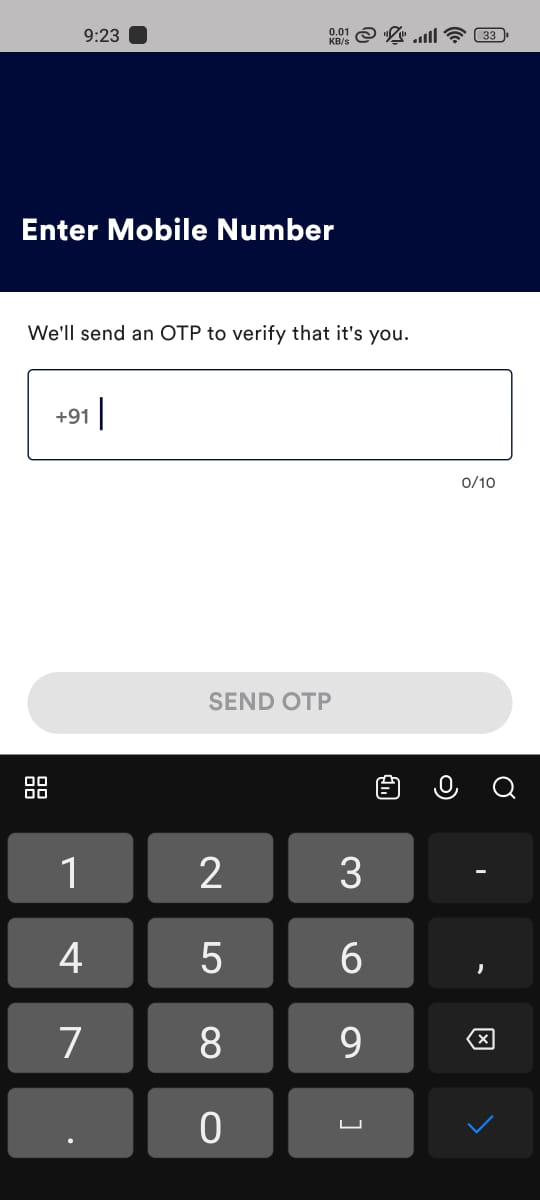 9:23
0.01
KB/s
33
Enter Mobile Number
We'll send an OTP to verify that it's you.
+91
0/10
SEND OTP
1 2 3 -
4 5 6 ,
7 8 9
. 0